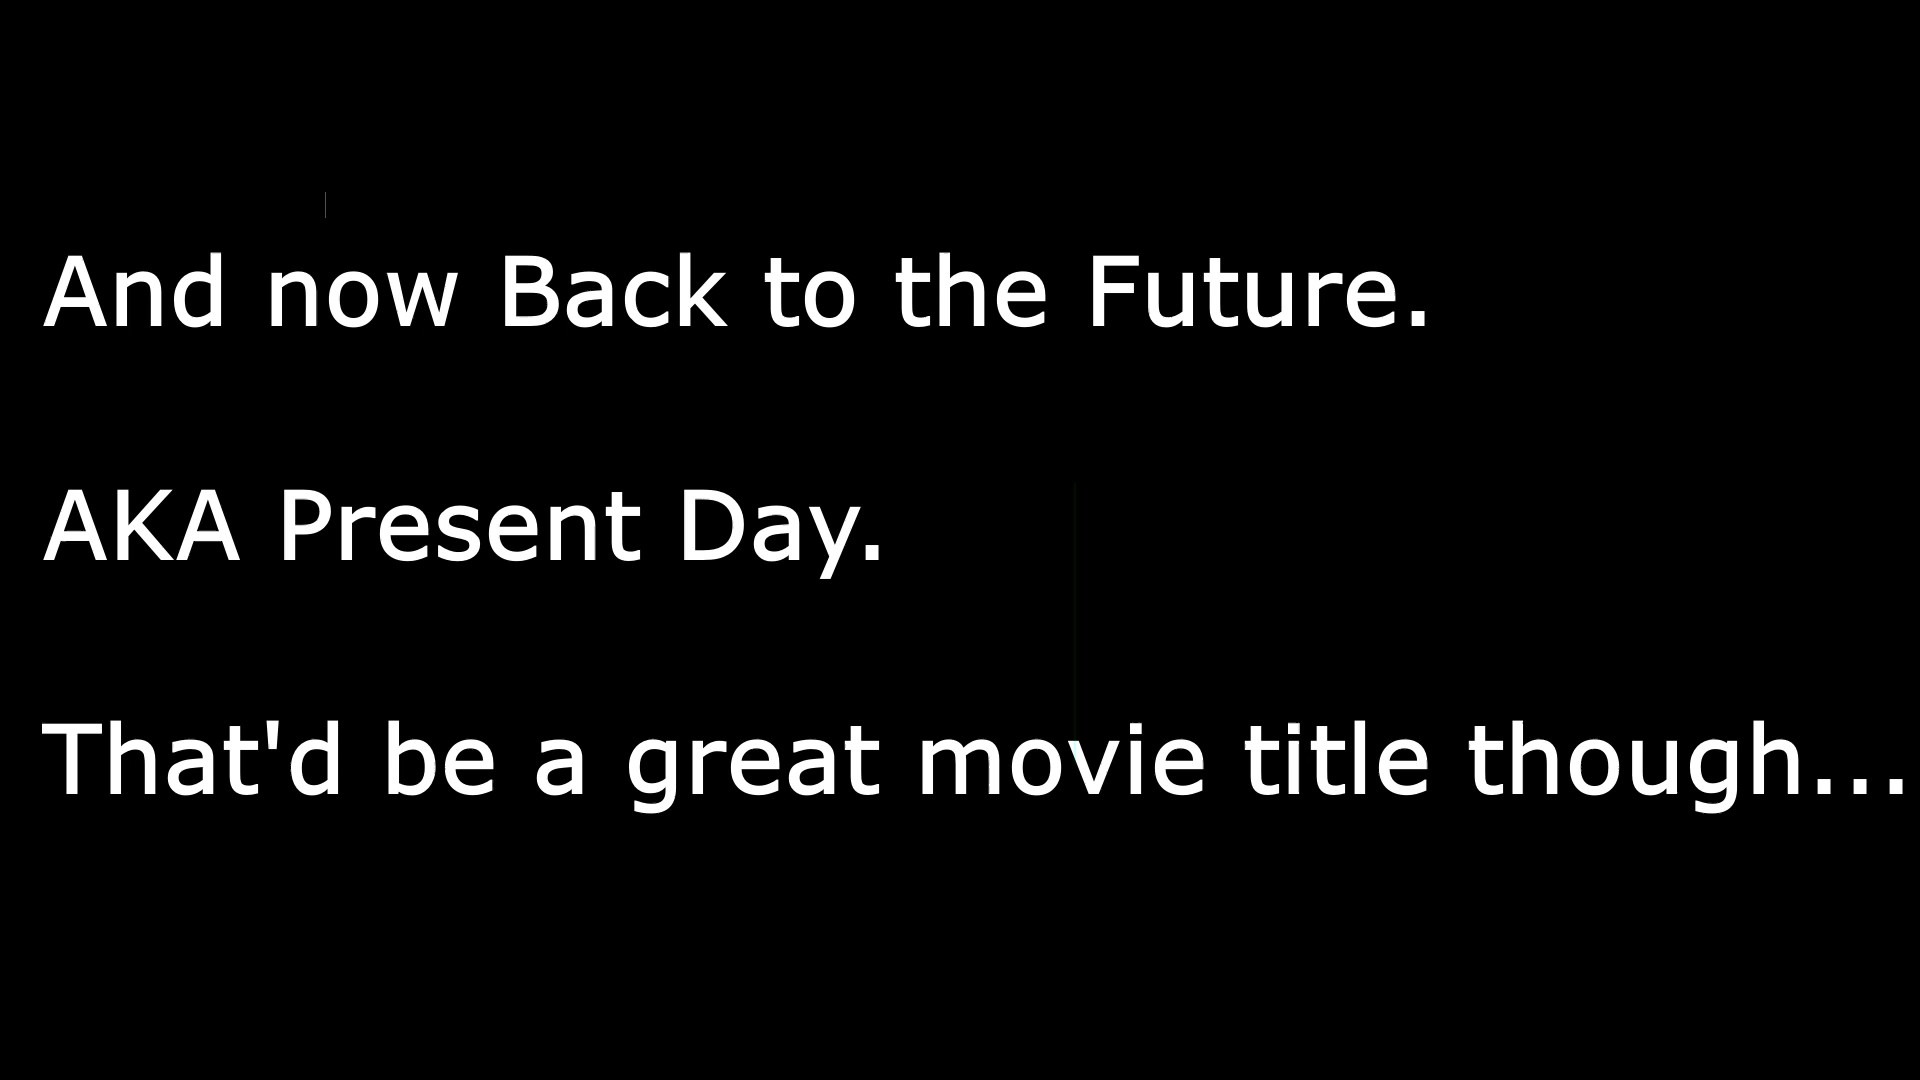 And now Back to the Future.
AKA Present Day.
That'd be a great movie title though...